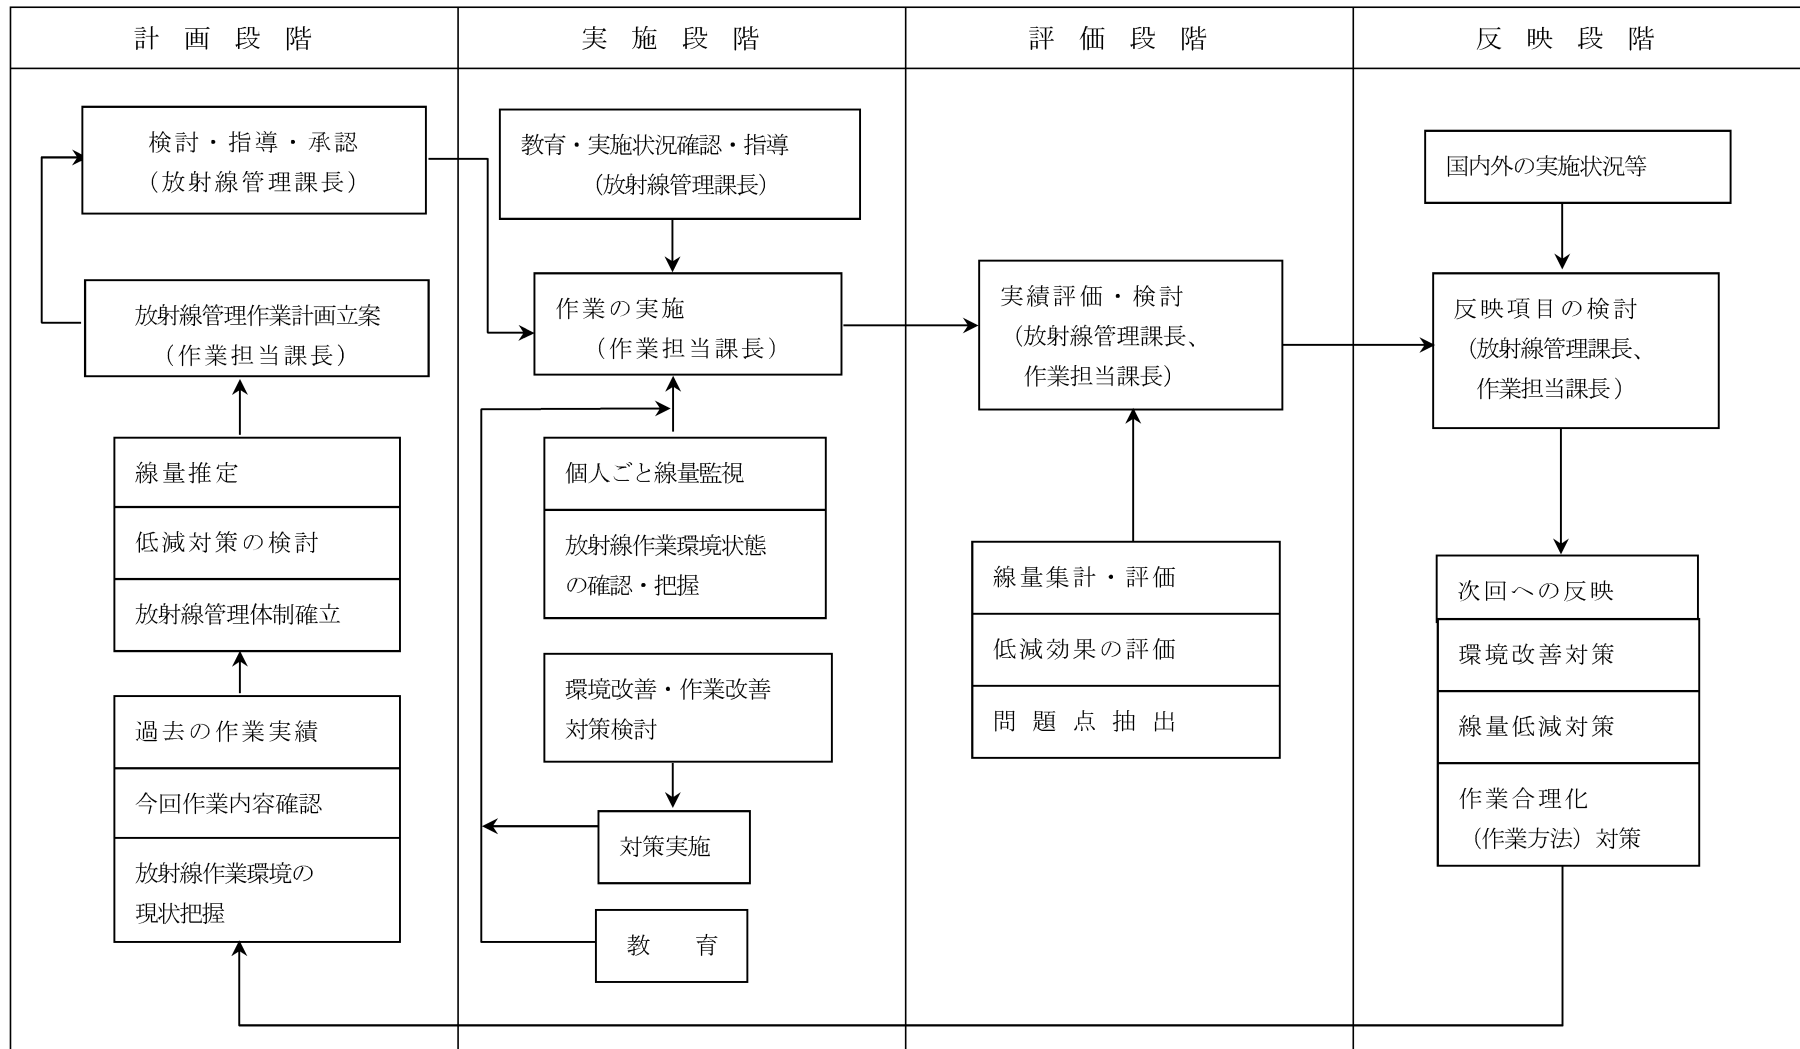 計画段階
実施段階
評価段階
反映段階
検討・指導・承認
（放射線管理課長）
放射線管理作業計画立案
（作業担当課長）
線量推定
低減対策の検討
放射線管理体制確立
過去の作業実績
今回作業内容確認
放射線作業環境の
現状把握
教育・実施状況確認・指導
（放射線管理課長）
作業の実施
（作業担当課長）
個人ごと線量監視
放射線作業環境状態
の確認・把握
環境改善・作業改善
対策検討
対策実施
教　育
実績評価・検討
（放射線管理課長、
作業担当課長）
線量集計・評価
低減効果の評価
問題点抽出
国内外の実施状況等
反映項目の検討
（放射線管理課長、
作業担当課長）
次回への反映
環境改善対策
線量低減対策
作業合理化
（作業方法）対策